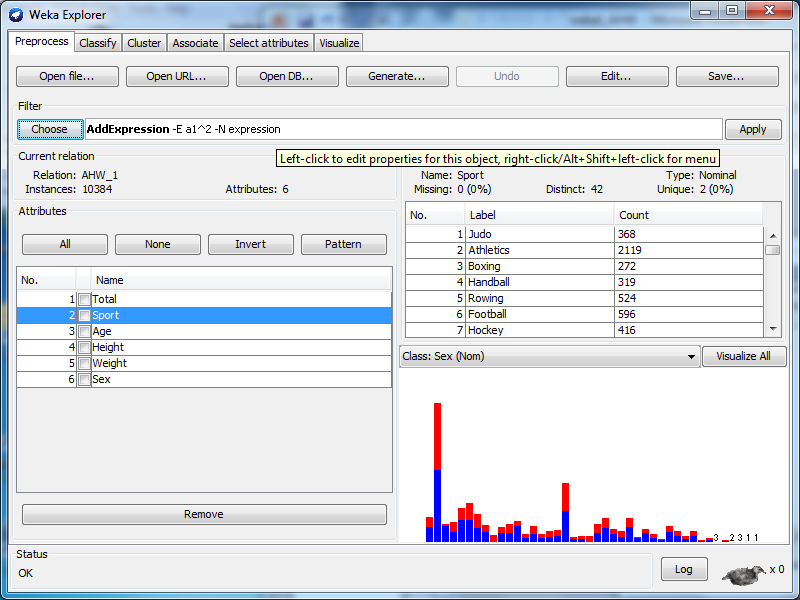 Weka Explorer
Preprocess Classify Cluster Associate Select attributes Visualize
Open file... Open URL... Open DB... Generate... Undo Edit... Save...
Filter
Choose AddExpression -E a1^2 -N expression Apply
Left-click to edit properties for this object, right-click/Alt+Shift+left-click for menu
Current relation
Relation: AHW_1
Instances: 10384 Attributes: 6
Name: Sport Type: Nominal
Missing: 0 (0%) Distinct: 42 Unique: 2 (0%)
Attributes
All None Invert Pattern
No. Name
1 Total
2 Sport
3 Age
4 Height
5 Weight
6 Sex
Remove
No. Label Count
1 Judo 368
2 Athletics 2119
3 Boxing 272
4 Handball 319
5 Rowing 524
6 Football 596
7 Hockey 416
Class: Sex (Nom) Visualize All
3 2 3 1 1
Status
OK
Log x 0